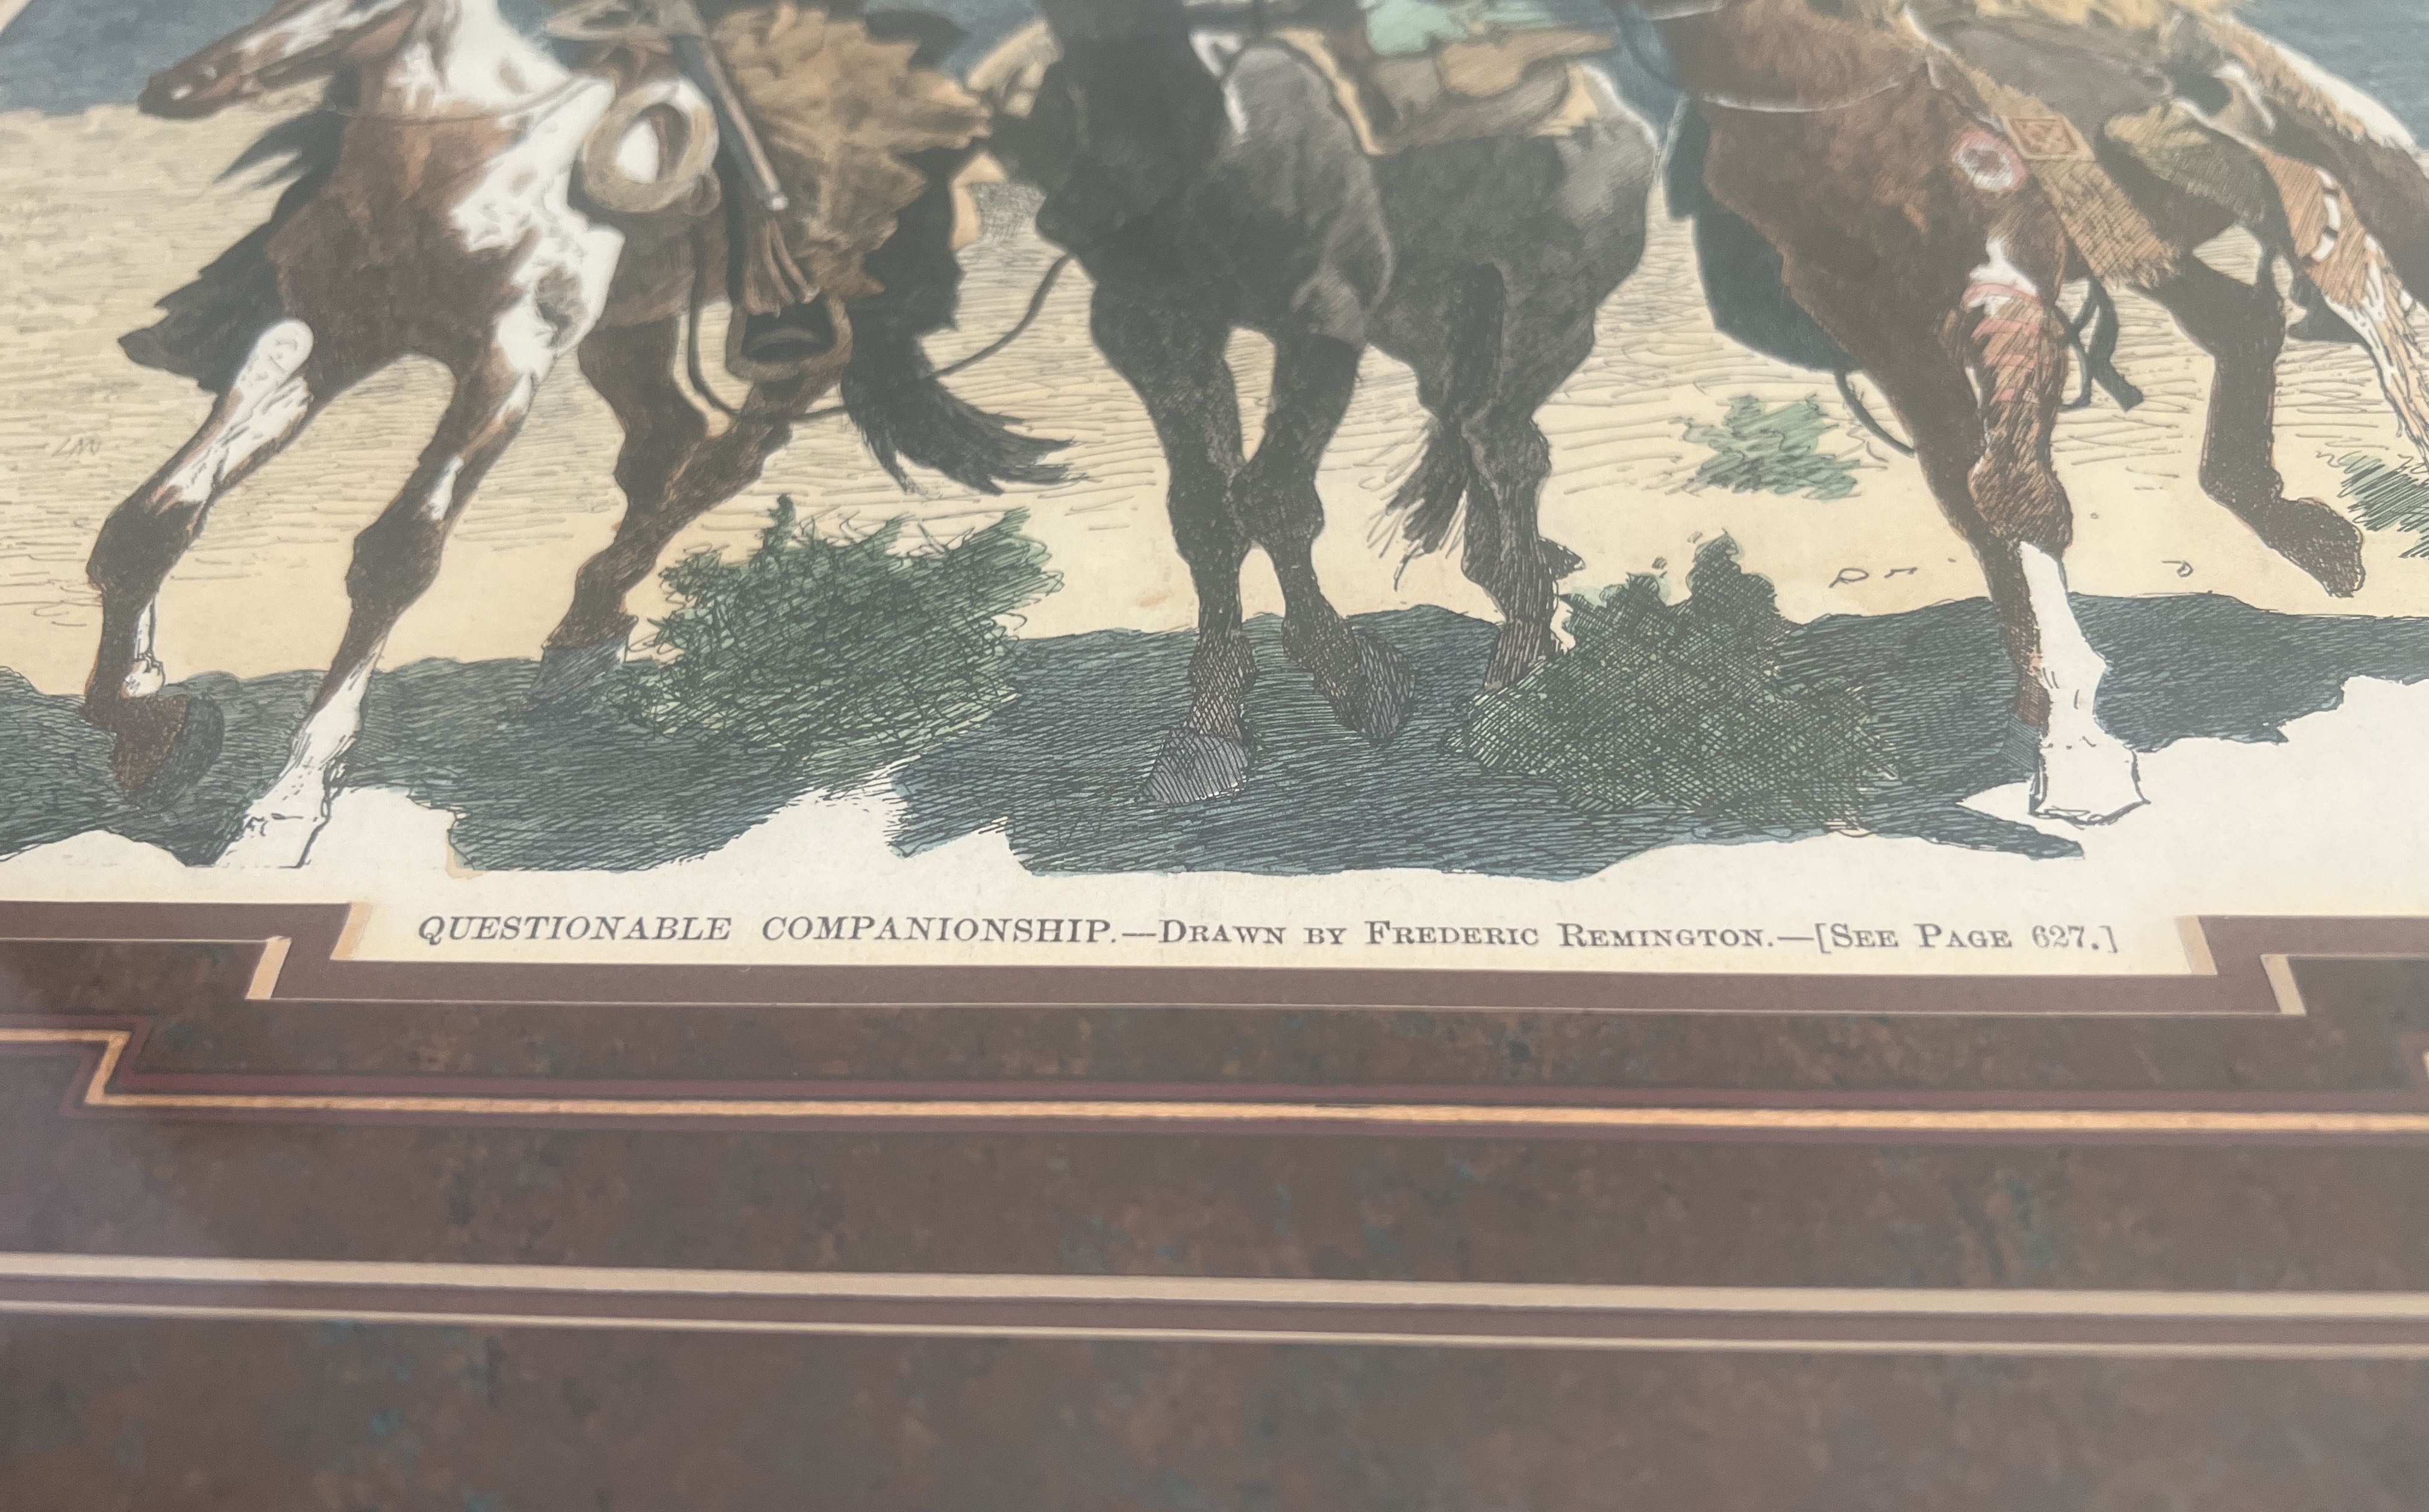 QUESTIONABLE COMPANIONSHIP.—Drawn by Frederic Remington.—[See Page 627.]